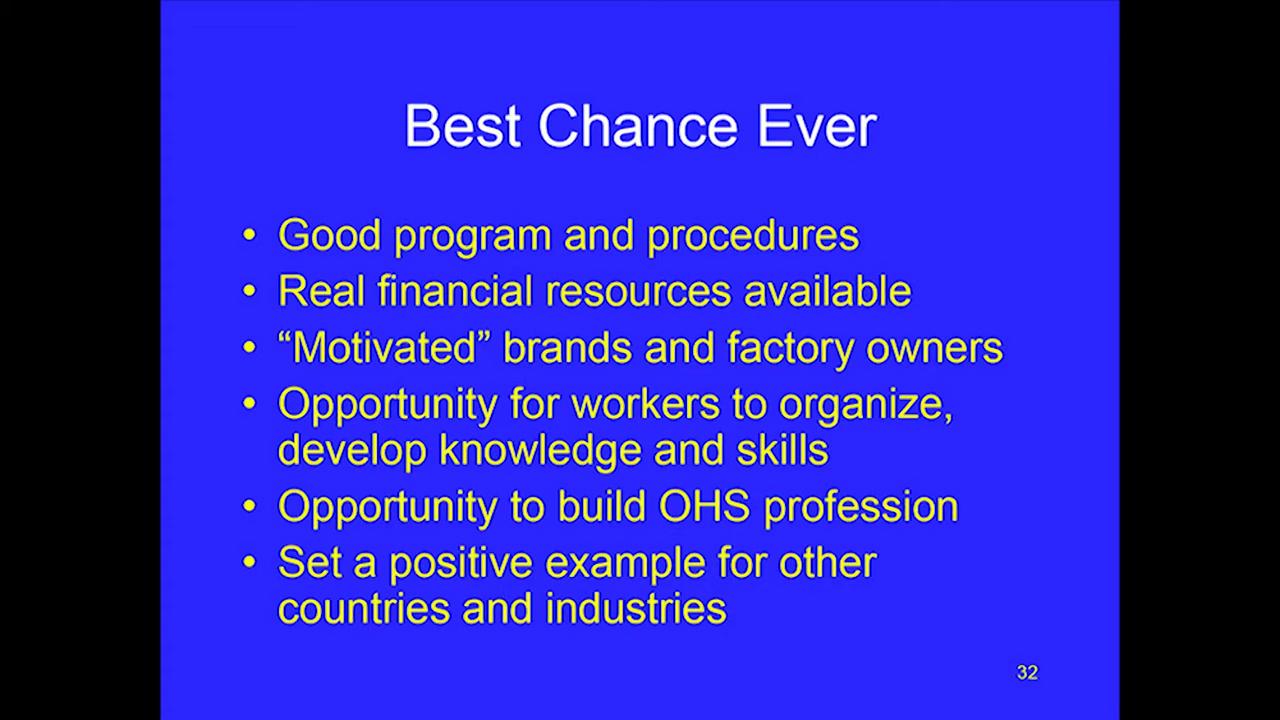 Best Chance Ever
• Good program and procedures
• Real financial resources available
• “Motivated” brands and factory owners
• Opportunity for workers to organize,
develop knowledge and skills
• Opportunity to build OHS profession
• Set a positive example for other
countries and industries
32